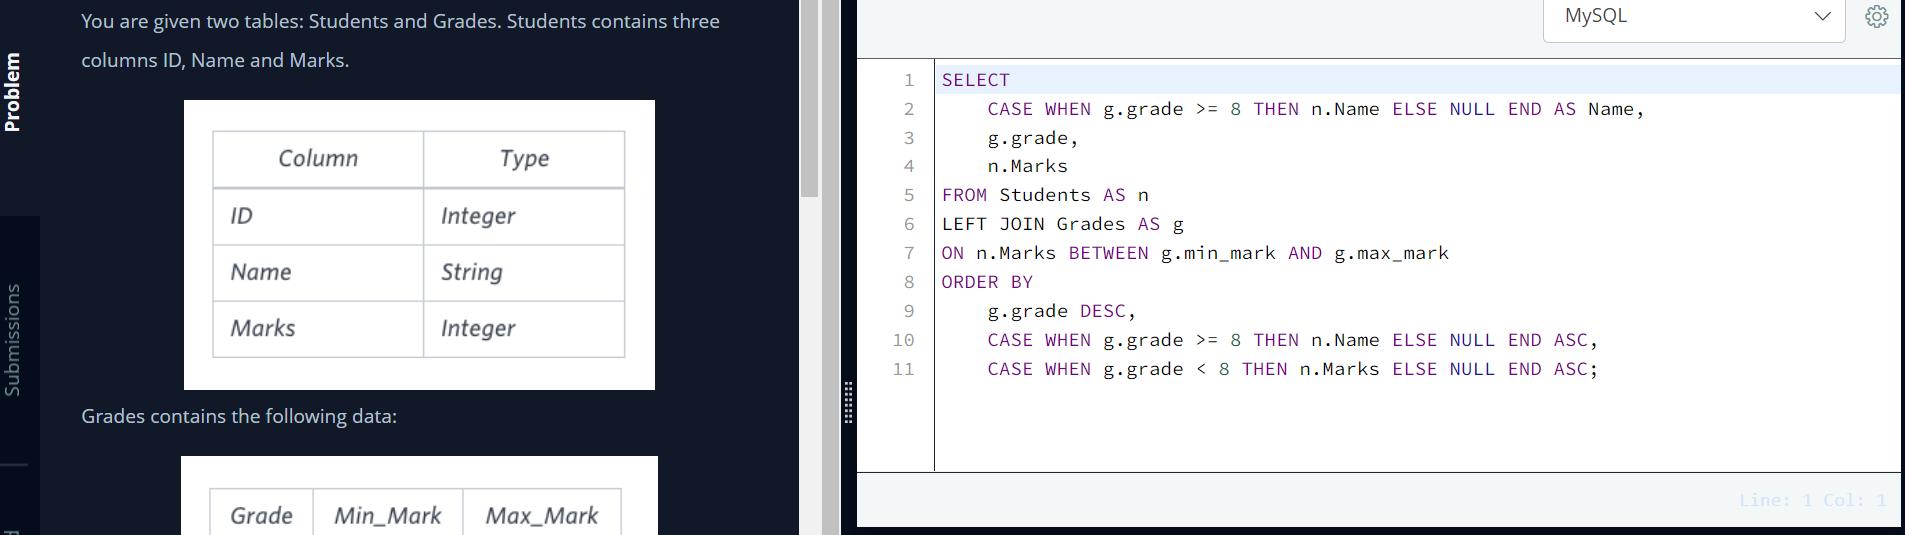 You are given two tables: Students and Grades. Students contains three
columns ID, Name and Marks.
Problem
Submissions
Column Type
ID Integer
Name String
Marks Integer
Grades contains the following data:
Grade Min_Mark Max_Mark
MySQL
1 SELECT
2 CASE WHEN g.grade >= 8 THEN n.Name ELSE NULL END AS Name,
3 g.grade,
4 n.Marks
5 FROM Students AS n
6 LEFT JOIN Grades AS g
7 ON n.Marks BETWEEN g.min_mark AND g.max_mark
8 ORDER BY
9 g.grade DESC,
10 CASE WHEN g.grade >= 8 THEN n.Name ELSE NULL END ASC,
11 CASE WHEN g.grade < 8 THEN n.Marks ELSE NULL END ASC;
Line: 1 Col: 1